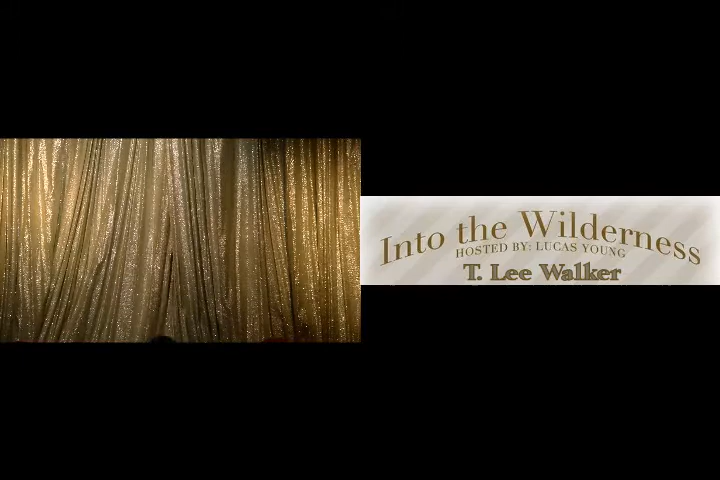 Into the Wilderness
HOSTED BY: LUCAS YOUNG
T. Lee Walker